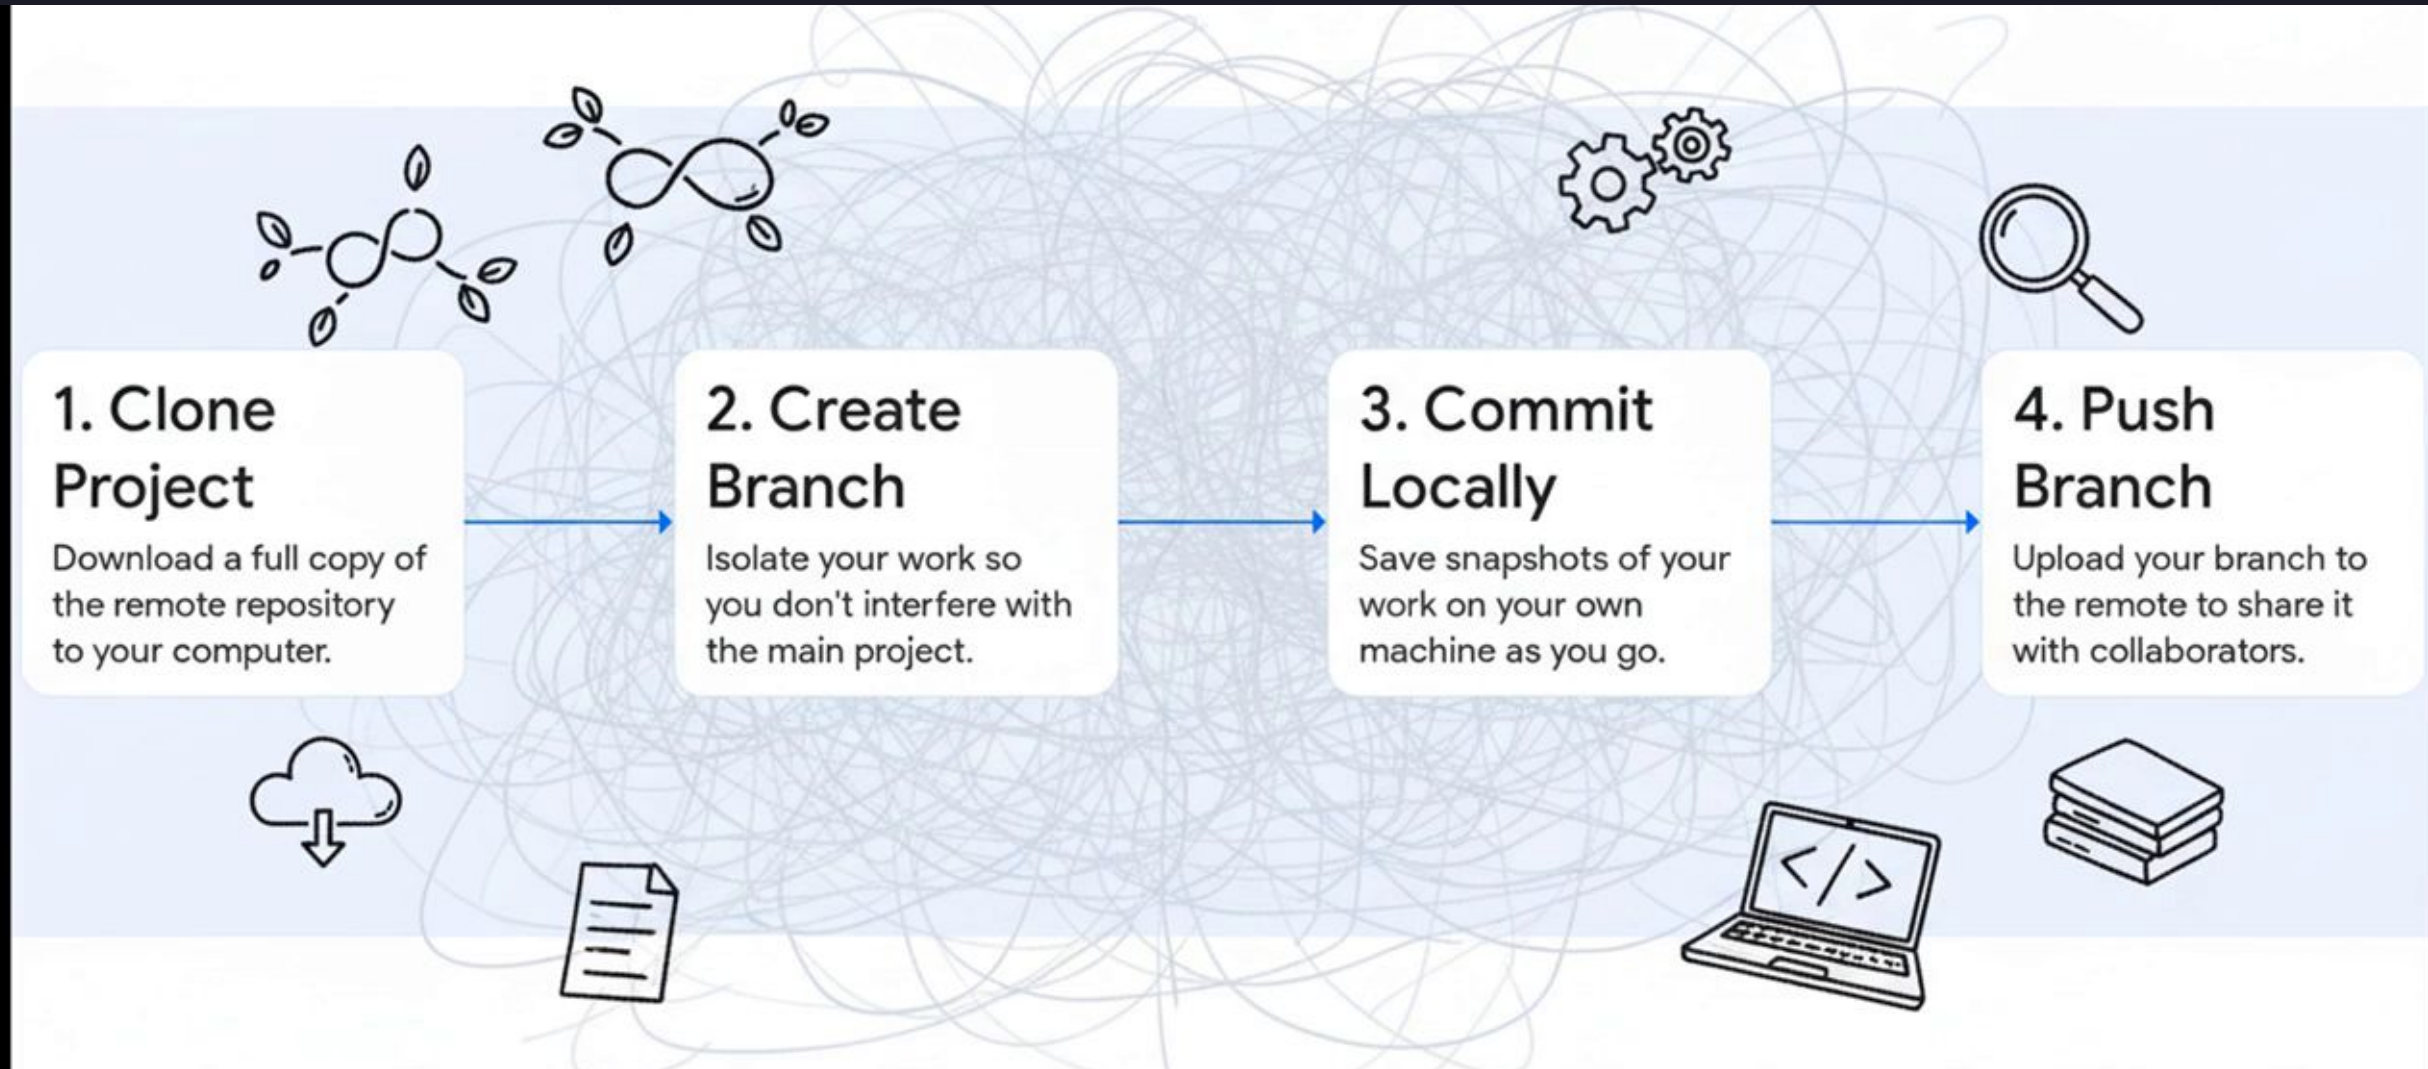 1. Clone
Project
Download a full copy of
the remote repository
to your computer.
2. Create
Branch
Isolate your work so
you don't interfere with
the main project.
3. Commit
Locally
Save snapshots of your
work on your own
machine as you go.
4. Push
Branch
Upload your branch to
the remote to share it
with collaborators.
</>